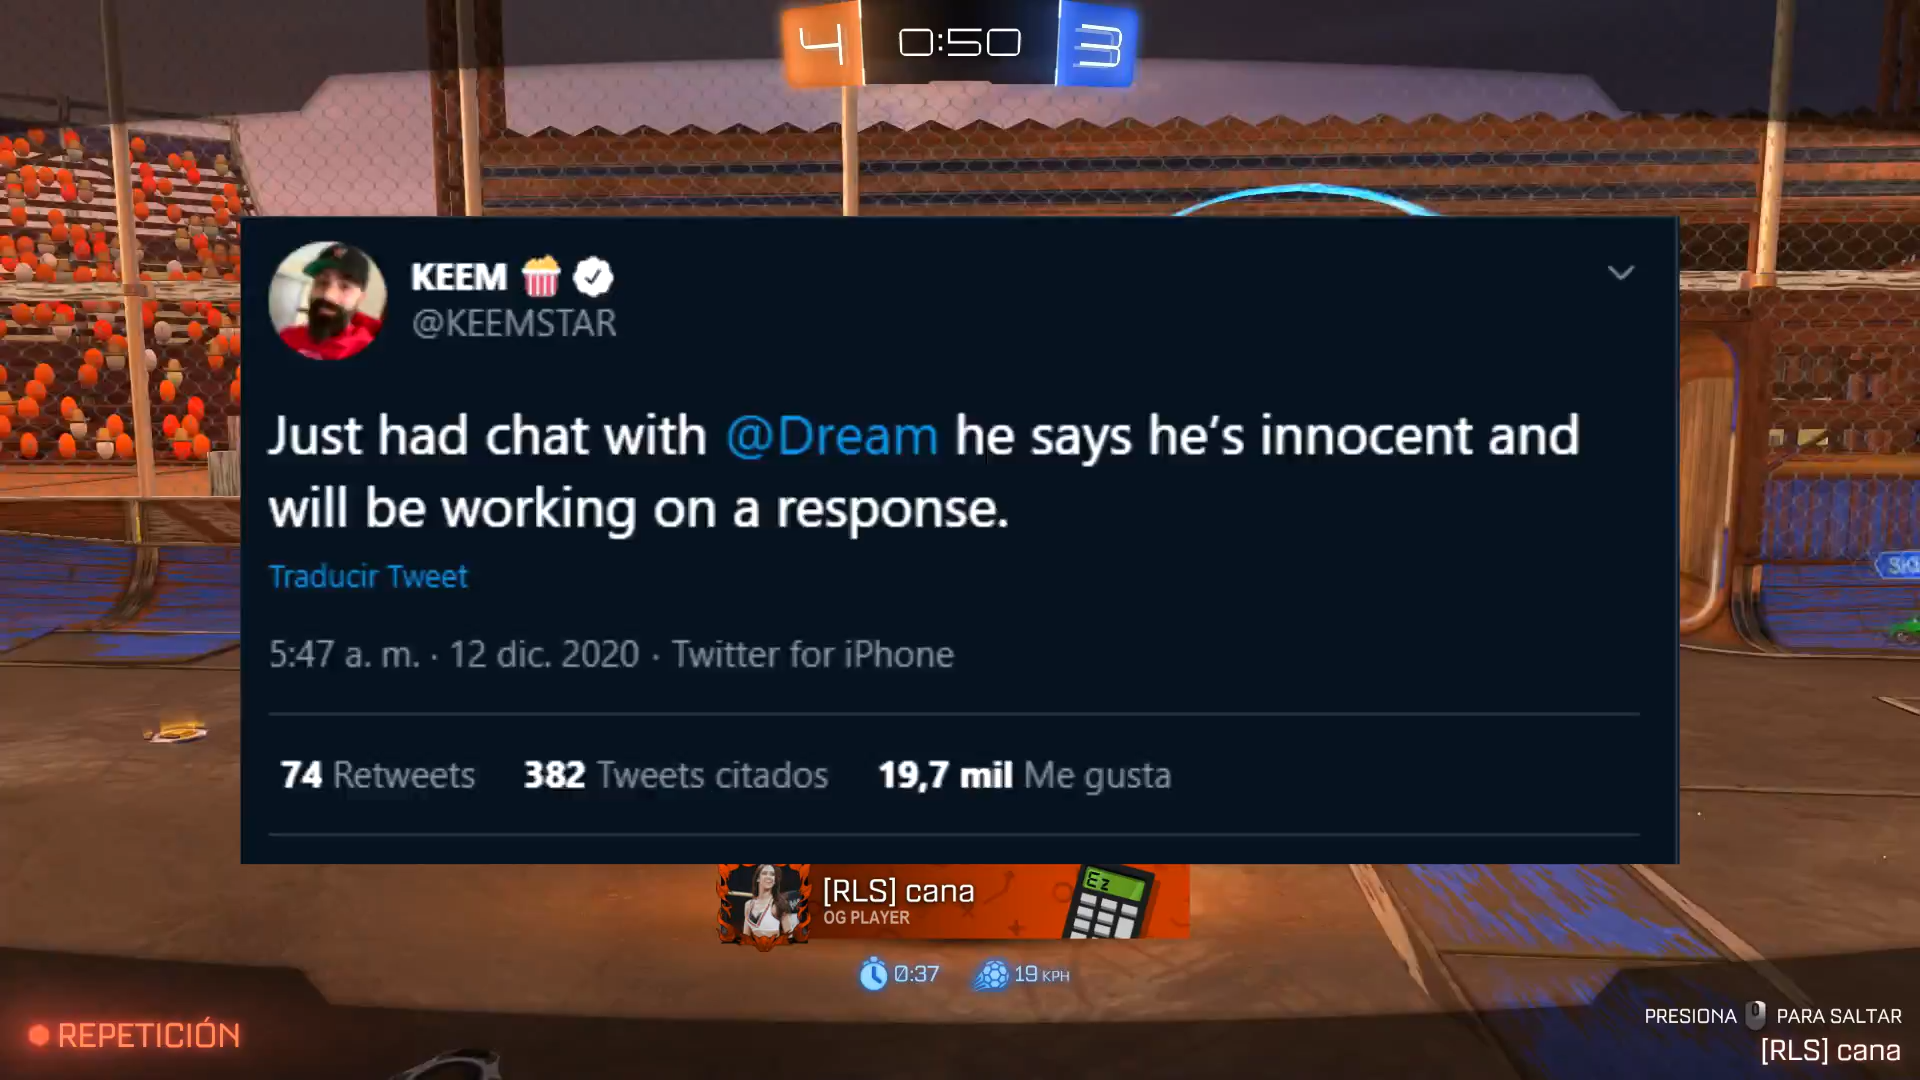 4 0:50 3
KEEM
@KEEMSTAR
Just had chat with @Dream he says he's innocent and
will be working on a response.
Traducir Tweet
5:47 a. m. · 12 dic. 2020 · Twitter for iPhone
74 Retweets 382 Tweets citados 19,7 mil Me gusta
[RLS] cana
OG PLAYER
Ez
0:37 19 KPH
REPETICIÓN
PRESIONA PARA SALTAR
[RLS] cana